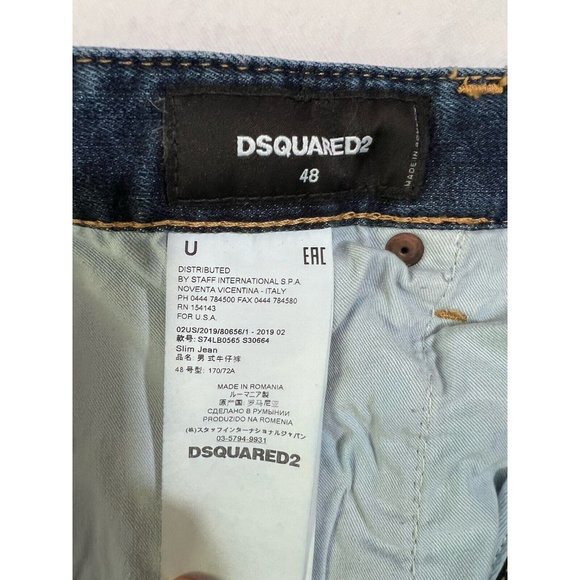 DSQUARED2
48
MADE IN
U
EAC
DISTRIBUTED
BY STAFF INTERNATIONAL S.P.A.
NOVENTA VICENTINA - ITALY
PH 0444 784500 FAX 0444 784580
RN 154143
FOR U.S.A.
02US/2019/80656/1 - 2019 02
款号: S74LB0565 S30664
Slim Jean
品名: 男式牛仔裤
48 号型: 170/72A
MADE IN ROMANIA
ルーマニア製
原产国: 罗马尼亚
СДЕЛАНО В РУМЫНИИ
PRODUZIDO NA ROMENIA
(株)スタッフインターナショナルジャパン
03-5794-9931
DSQUARED2